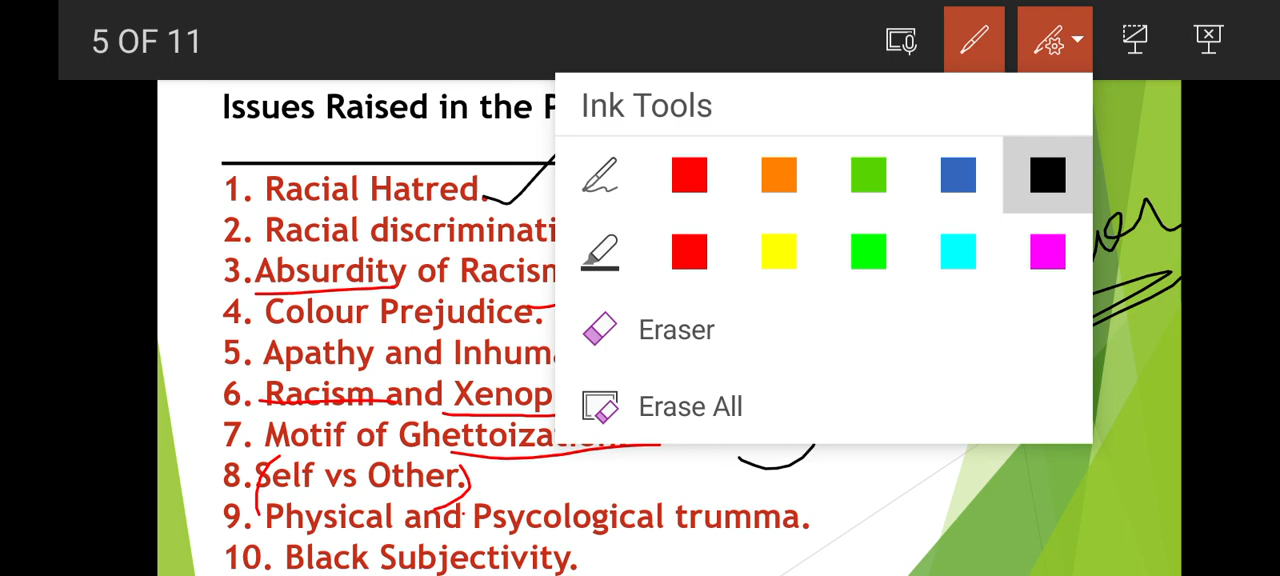 5 OF 11
Issues Raised in the P
Ink Tools
1. Racial Hatred.
2. Racial discriminati
3.Absurdity of Racism
4. Colour Prejudice.
5. Apathy and Inhuma
6. Racism and Xenop
7. Motif of Ghettoization.
8.Self vs Other.
9. Physical and Psycological trumma.
10. Black Subjectivity.
Eraser
Erase All